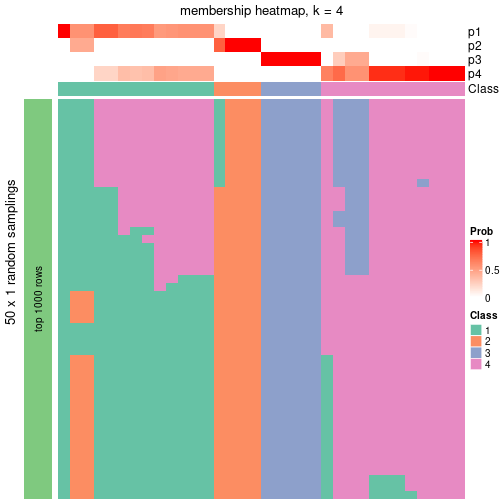 membership heatmap, k = 4
p1
p2
p3
p4
Class
50 x 1 random samplings
top 1000 rows
Prob
1
0.5
0
Class
1
2
3
4